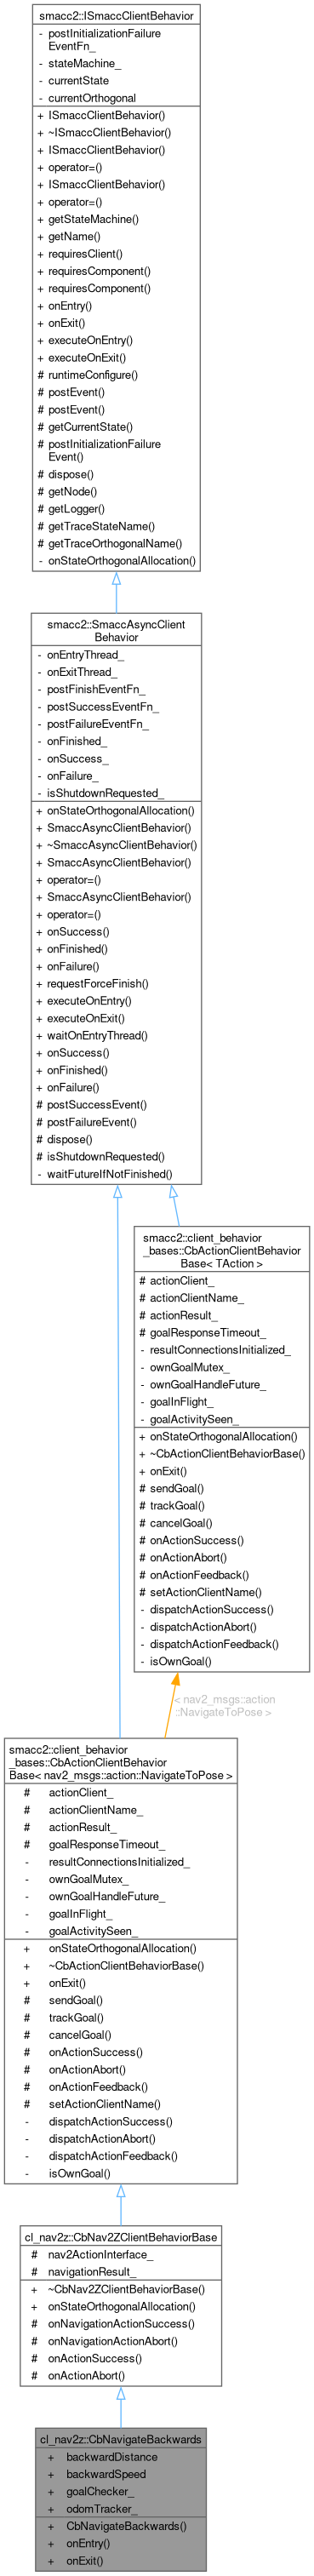 smacc2::ISmaccClientBehavior
- postInitializationFailure
EventFn_
- stateMachine_
- currentState
- currentOrthogonal
+ ISmaccClientBehavior()
+ ~ISmaccClientBehavior()
+ ISmaccClientBehavior()
+ operator=()
+ ISmaccClientBehavior()
+ operator=()
+ getStateMachine()
+ getName()
+ requiresClient()
+ requiresComponent()
+ requiresComponent()
+ onEntry()
+ onExit()
+ executeOnEntry()
+ executeOnExit()
# runtimeConfigure()
# postEvent()
# postEvent()
# getCurrentState()
# postInitializationFailure
Event()
# dispose()
# getNode()
# getLogger()
# getTraceStateName()
# getTraceOrthogonalName()
- onStateOrthogonalAllocation()
smacc2::SmaccAsyncClient
Behavior
- onEntryThread_
- onExitThread_
- postFinishEventFn_
- postSuccessEventFn_
- postFailureEventFn_
- onFinished_
- onSuccess_
- onFailure_
- isShutdownRequested_
+ onStateOrthogonalAllocation()
+ SmaccAsyncClientBehavior()
+ ~SmaccAsyncClientBehavior()
+ SmaccAsyncClientBehavior()
+ operator=()
+ SmaccAsyncClientBehavior()
+ operator=()
+ onSuccess()
+ onFinished()
+ onFailure()
+ requestForceFinish()
+ executeOnEntry()
+ executeOnExit()
+ waitOnEntryThread()
+ onSuccess()
+ onFinished()
+ onFailure()
# postSuccessEvent()
# postFailureEvent()
# dispose()
# isShutdownRequested()
- waitFutureIfNotFinished()
smacc2::client_behavior
_bases::CbActionClientBehavior
Base< TAction >
# actionClient_
# actionClientName_
# actionResult_
# goalResponseTimeout_
- resultConnectionsInitialized_
- ownGoalMutex_
- ownGoalHandleFuture_
- goalInFlight_
- goalActivitySeen_
+ onStateOrthogonalAllocation()
+ ~CbActionClientBehaviorBase()
+ onExit()
# sendGoal()
# trackGoal()
# cancelGoal()
# onActionSuccess()
# onActionAbort()
# onActionFeedback()
# setActionClientName()
- dispatchActionSuccess()
- dispatchActionAbort()
- dispatchActionFeedback()
- isOwnGoal()
< nav2_msgs::action
::NavigateToPose >
smacc2::client_behavior
_bases::CbActionClientBehavior
Base< nav2_msgs::action::NavigateToPose >
# actionClient_
# actionClientName_
# actionResult_
# goalResponseTimeout_
- resultConnectionsInitialized_
- ownGoalMutex_
- ownGoalHandleFuture_
- goalInFlight_
- goalActivitySeen_
+ onStateOrthogonalAllocation()
+ ~CbActionClientBehaviorBase()
+ onExit()
# sendGoal()
# trackGoal()
# cancelGoal()
# onActionSuccess()
# onActionAbort()
# onActionFeedback()
# setActionClientName()
- dispatchActionSuccess()
- dispatchActionAbort()
- dispatchActionFeedback()
- isOwnGoal()
cl_nav2z::CbNav2ZClientBehaviorBase
# nav2ActionInterface_
# navigationResult_
+ ~CbNav2ZClientBehaviorBase()
+ onStateOrthogonalAllocation()
# onNavigationActionSuccess()
# onNavigationActionAbort()
# onActionSuccess()
# onActionAbort()
cl_nav2z::CbNavigateBackwards
+ backwardDistance
+ backwardSpeed
+ goalChecker_
+ odomTracker_
+ CbNavigateBackwards()
+ onEntry()
+ onExit()